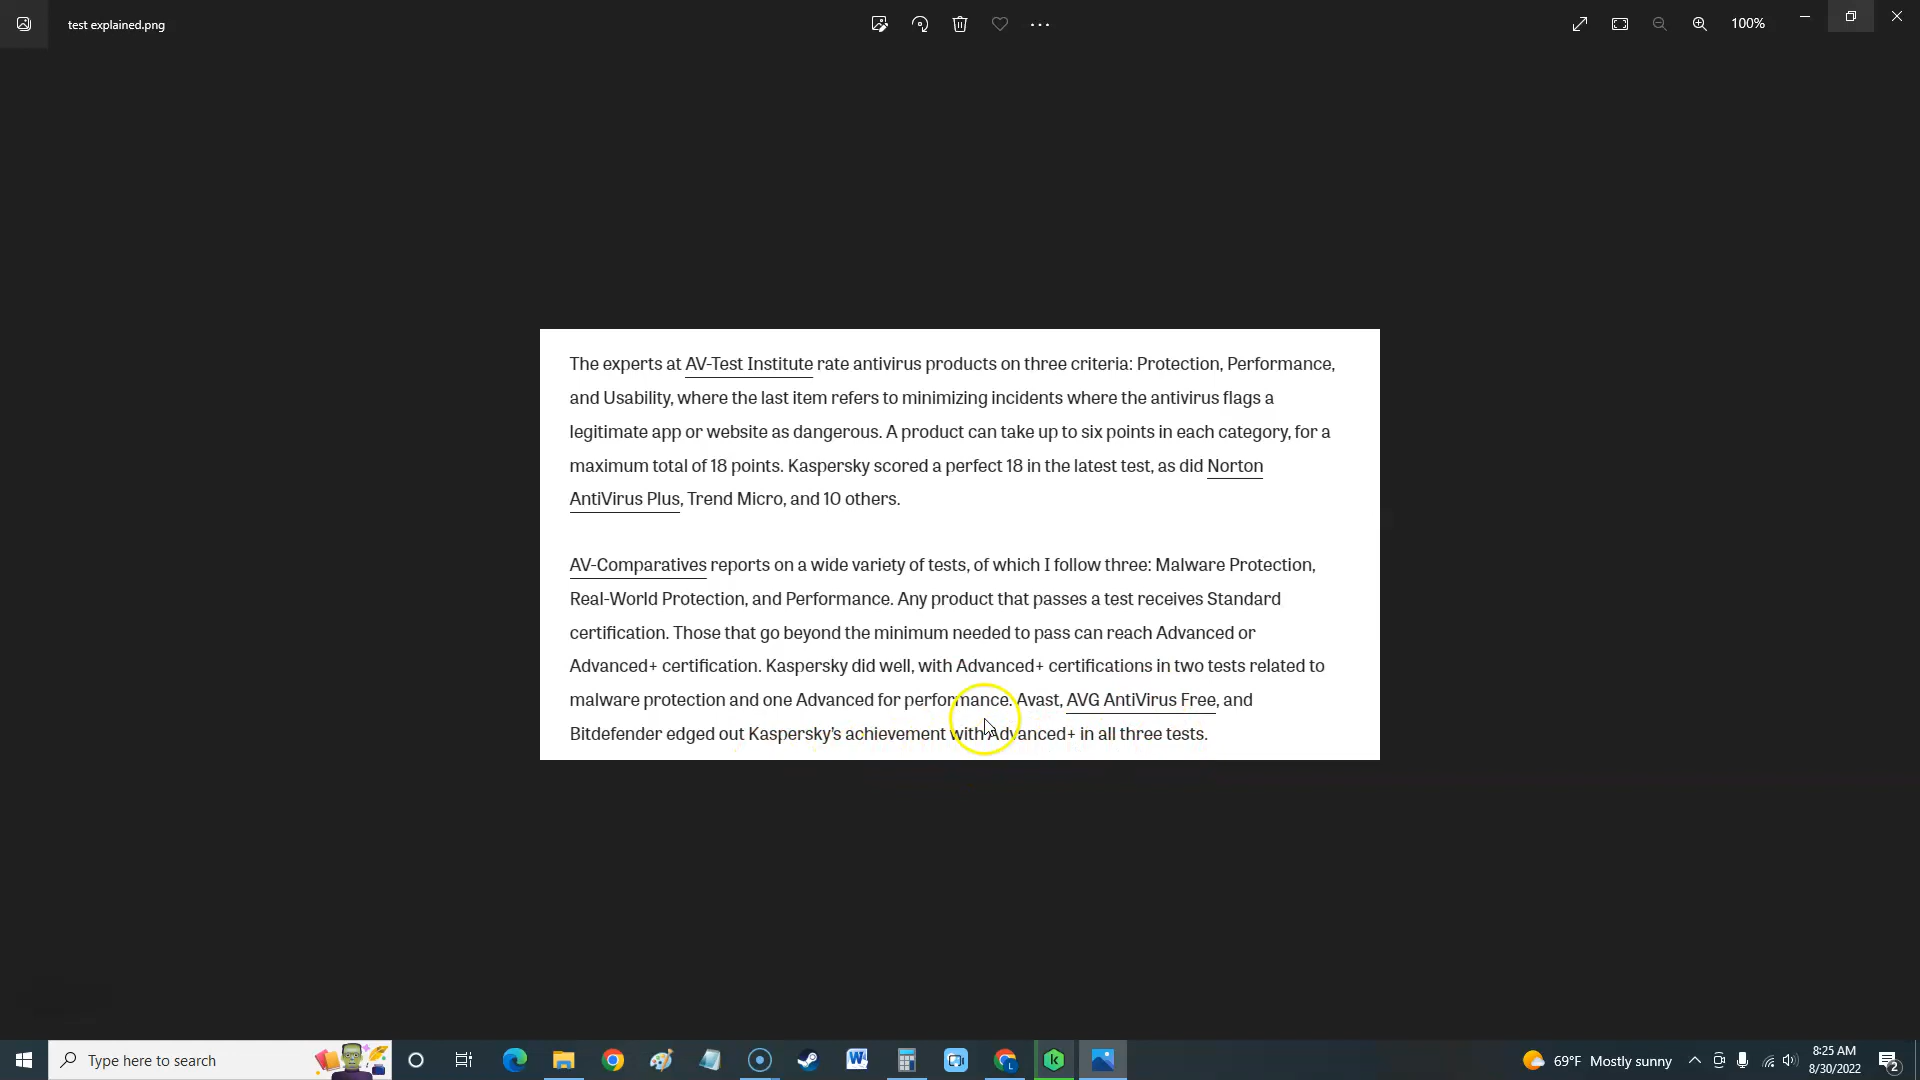 test explained.png
100%
The experts at AV-Test Institute rate antivirus products on three criteria: Protection, Performance,
and Usability, where the last item refers to minimizing incidents where the antivirus flags a
legitimate app or website as dangerous. A product can take up to six points in each category, for a
maximum total of 18 points. Kaspersky scored a perfect 18 in the latest test, as did Norton
AntiVirus Plus, Trend Micro, and 10 others.
AV-Comparatives reports on a wide variety of tests, of which I follow three: Malware Protection,
Real-World Protection, and Performance. Any product that passes a test receives Standard
certification. Those that go beyond the minimum needed to pass can reach Advanced or
Advanced+ certification. Kaspersky did well, with Advanced+ certifications in two tests related to
malware protection and one Advanced for performance. Avast, AVG AntiVirus Free, and
Bitdefender edged out Kaspersky's achievement with Advanced+ in all three tests.
Type here to search
69°F Mostly sunny
8:25 AM
8/30/2022
2